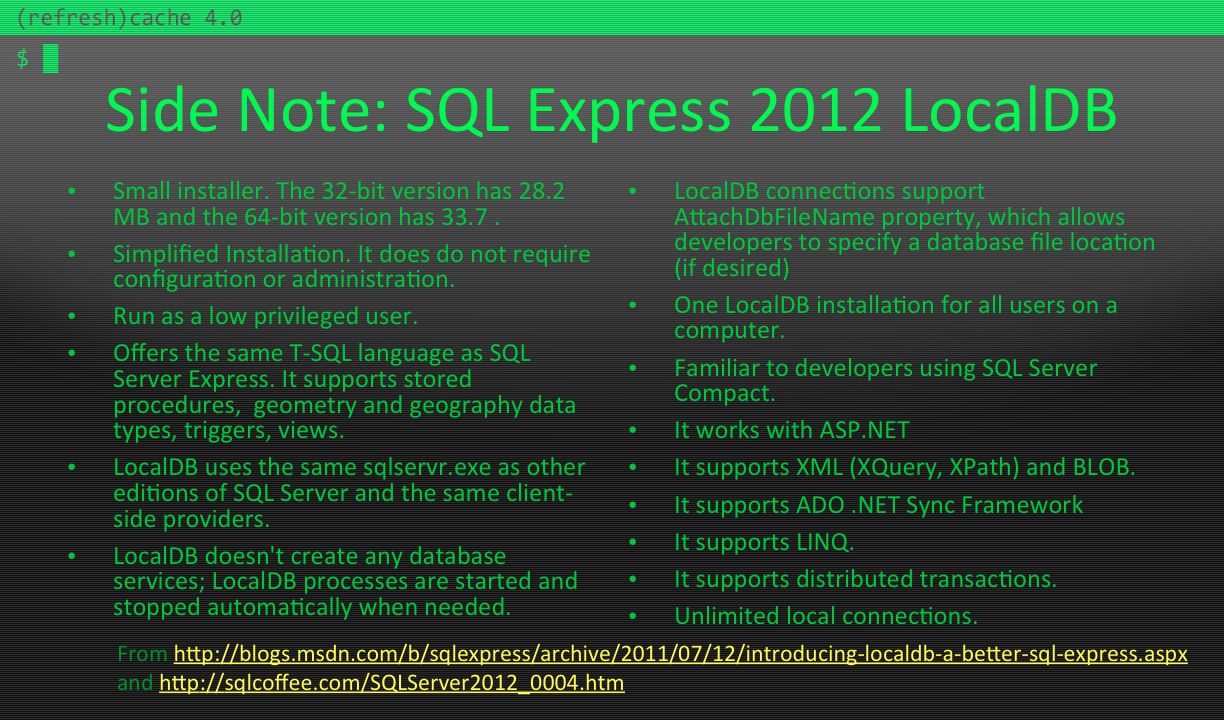 (refresh)cache 4.0
$
Side Note: SQL Express 2012 LocalDB
• Small installer. The 32-bit version has 28.2
MB and the 64-bit version has 33.7 .
• Simplified Installation. It does do not require
configuration or administration.
• Run as a low privileged user.
• Offers the same T-SQL language as SQL
Server Express. It supports stored
procedures,  geometry and geography data
types, triggers, views.
• LocalDB uses the same sqlservr.exe as other
editions of SQL Server and the same client-
side providers.
• LocalDB doesn't create any database
services; LocalDB processes are started and
stopped automatically when needed.
• LocalDB connections support
AttachDbFileName property, which allows
developers to specify a database file location
(if desired)
• One LocalDB installation for all users on a
computer.
• Familiar to developers using SQL Server
Compact.
• It works with ASP.NET
• It supports XML (XQuery, XPath) and BLOB.
• It supports ADO .NET Sync Framework
• It supports LINQ.
• It supports distributed transactions.
• Unlimited local connections.
From http://blogs.msdn.com/b/sqlexpress/archive/2011/07/12/introducing-localdb-a-better-sql-express.aspx
and http://sqlcoffee.com/SQLServer2012_0004.htm